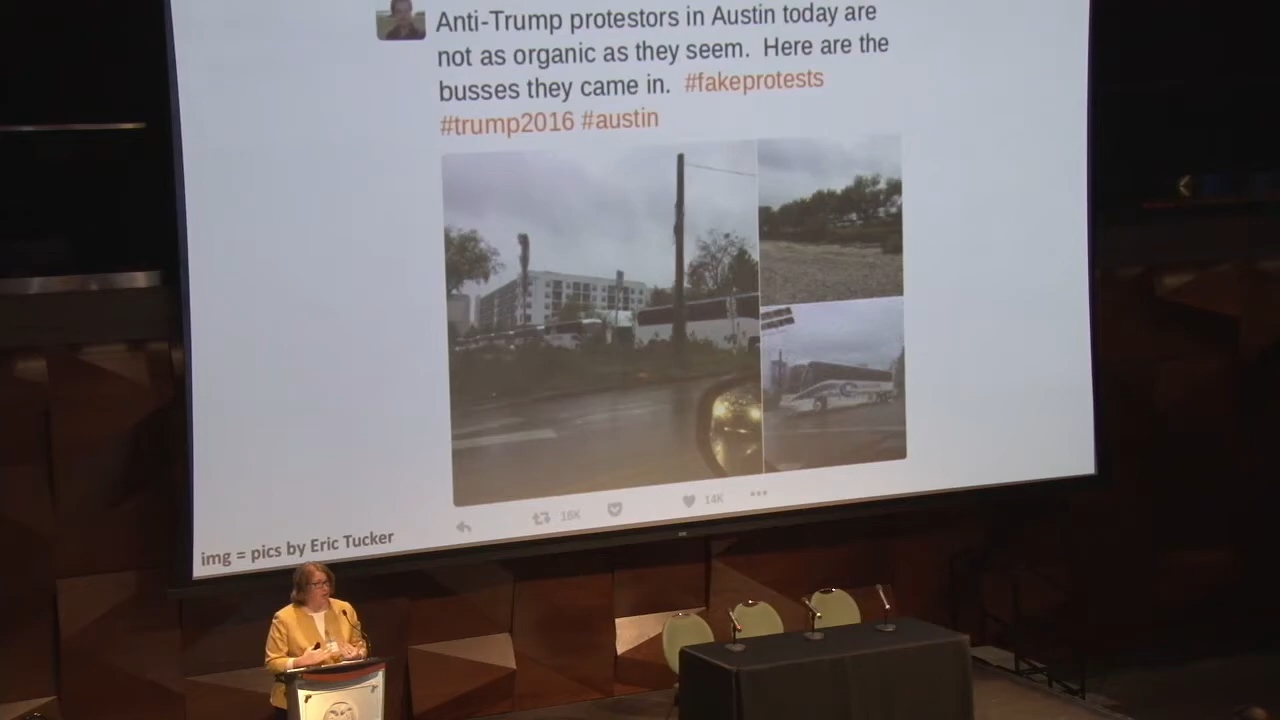 Anti-Trump protestors in Austin today are
not as organic as they seem.  Here are the
busses they came in.  #fakeprotests
#trump2016 #austin
16K
14K
img = pics by Eric Tucker